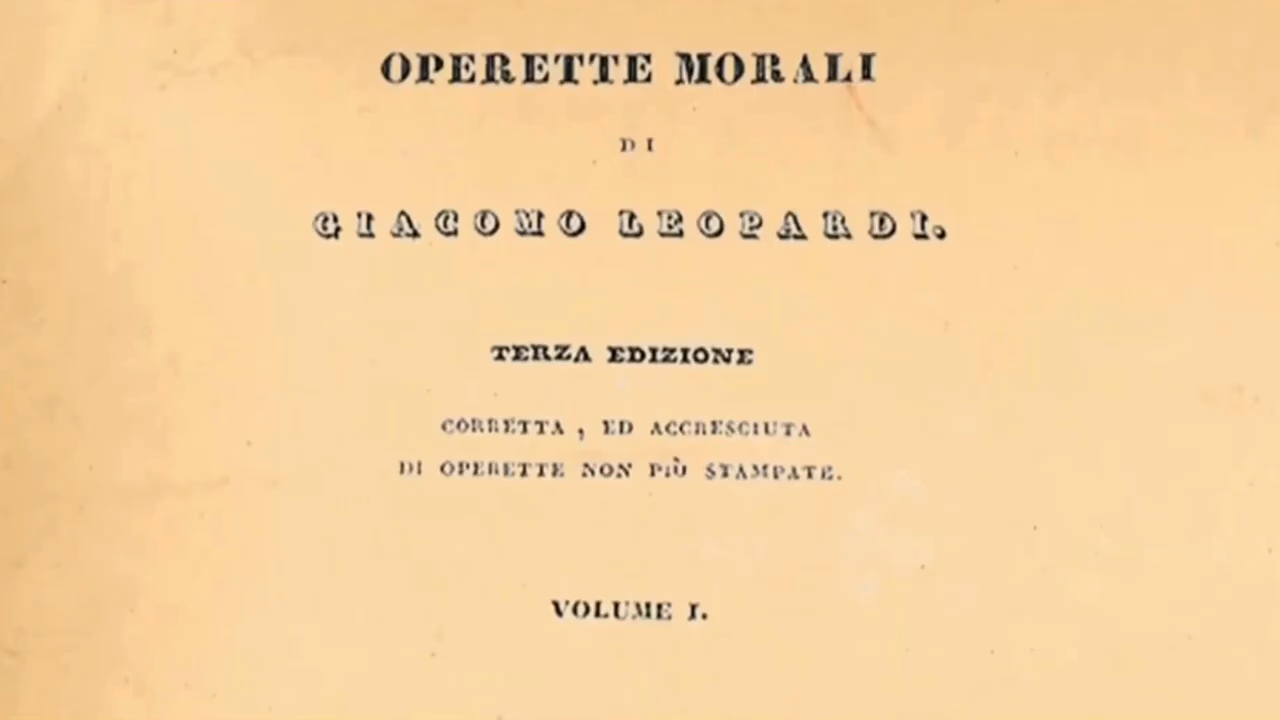 OPERETTE MORALI
DI
GIACOMO LEOPARDI.
TERZA EDIZIONE
CORRETTA, ED ACCRESCIUTA
DI OPERETTE NON PIÙ STAMPATE.
VOLUME I.